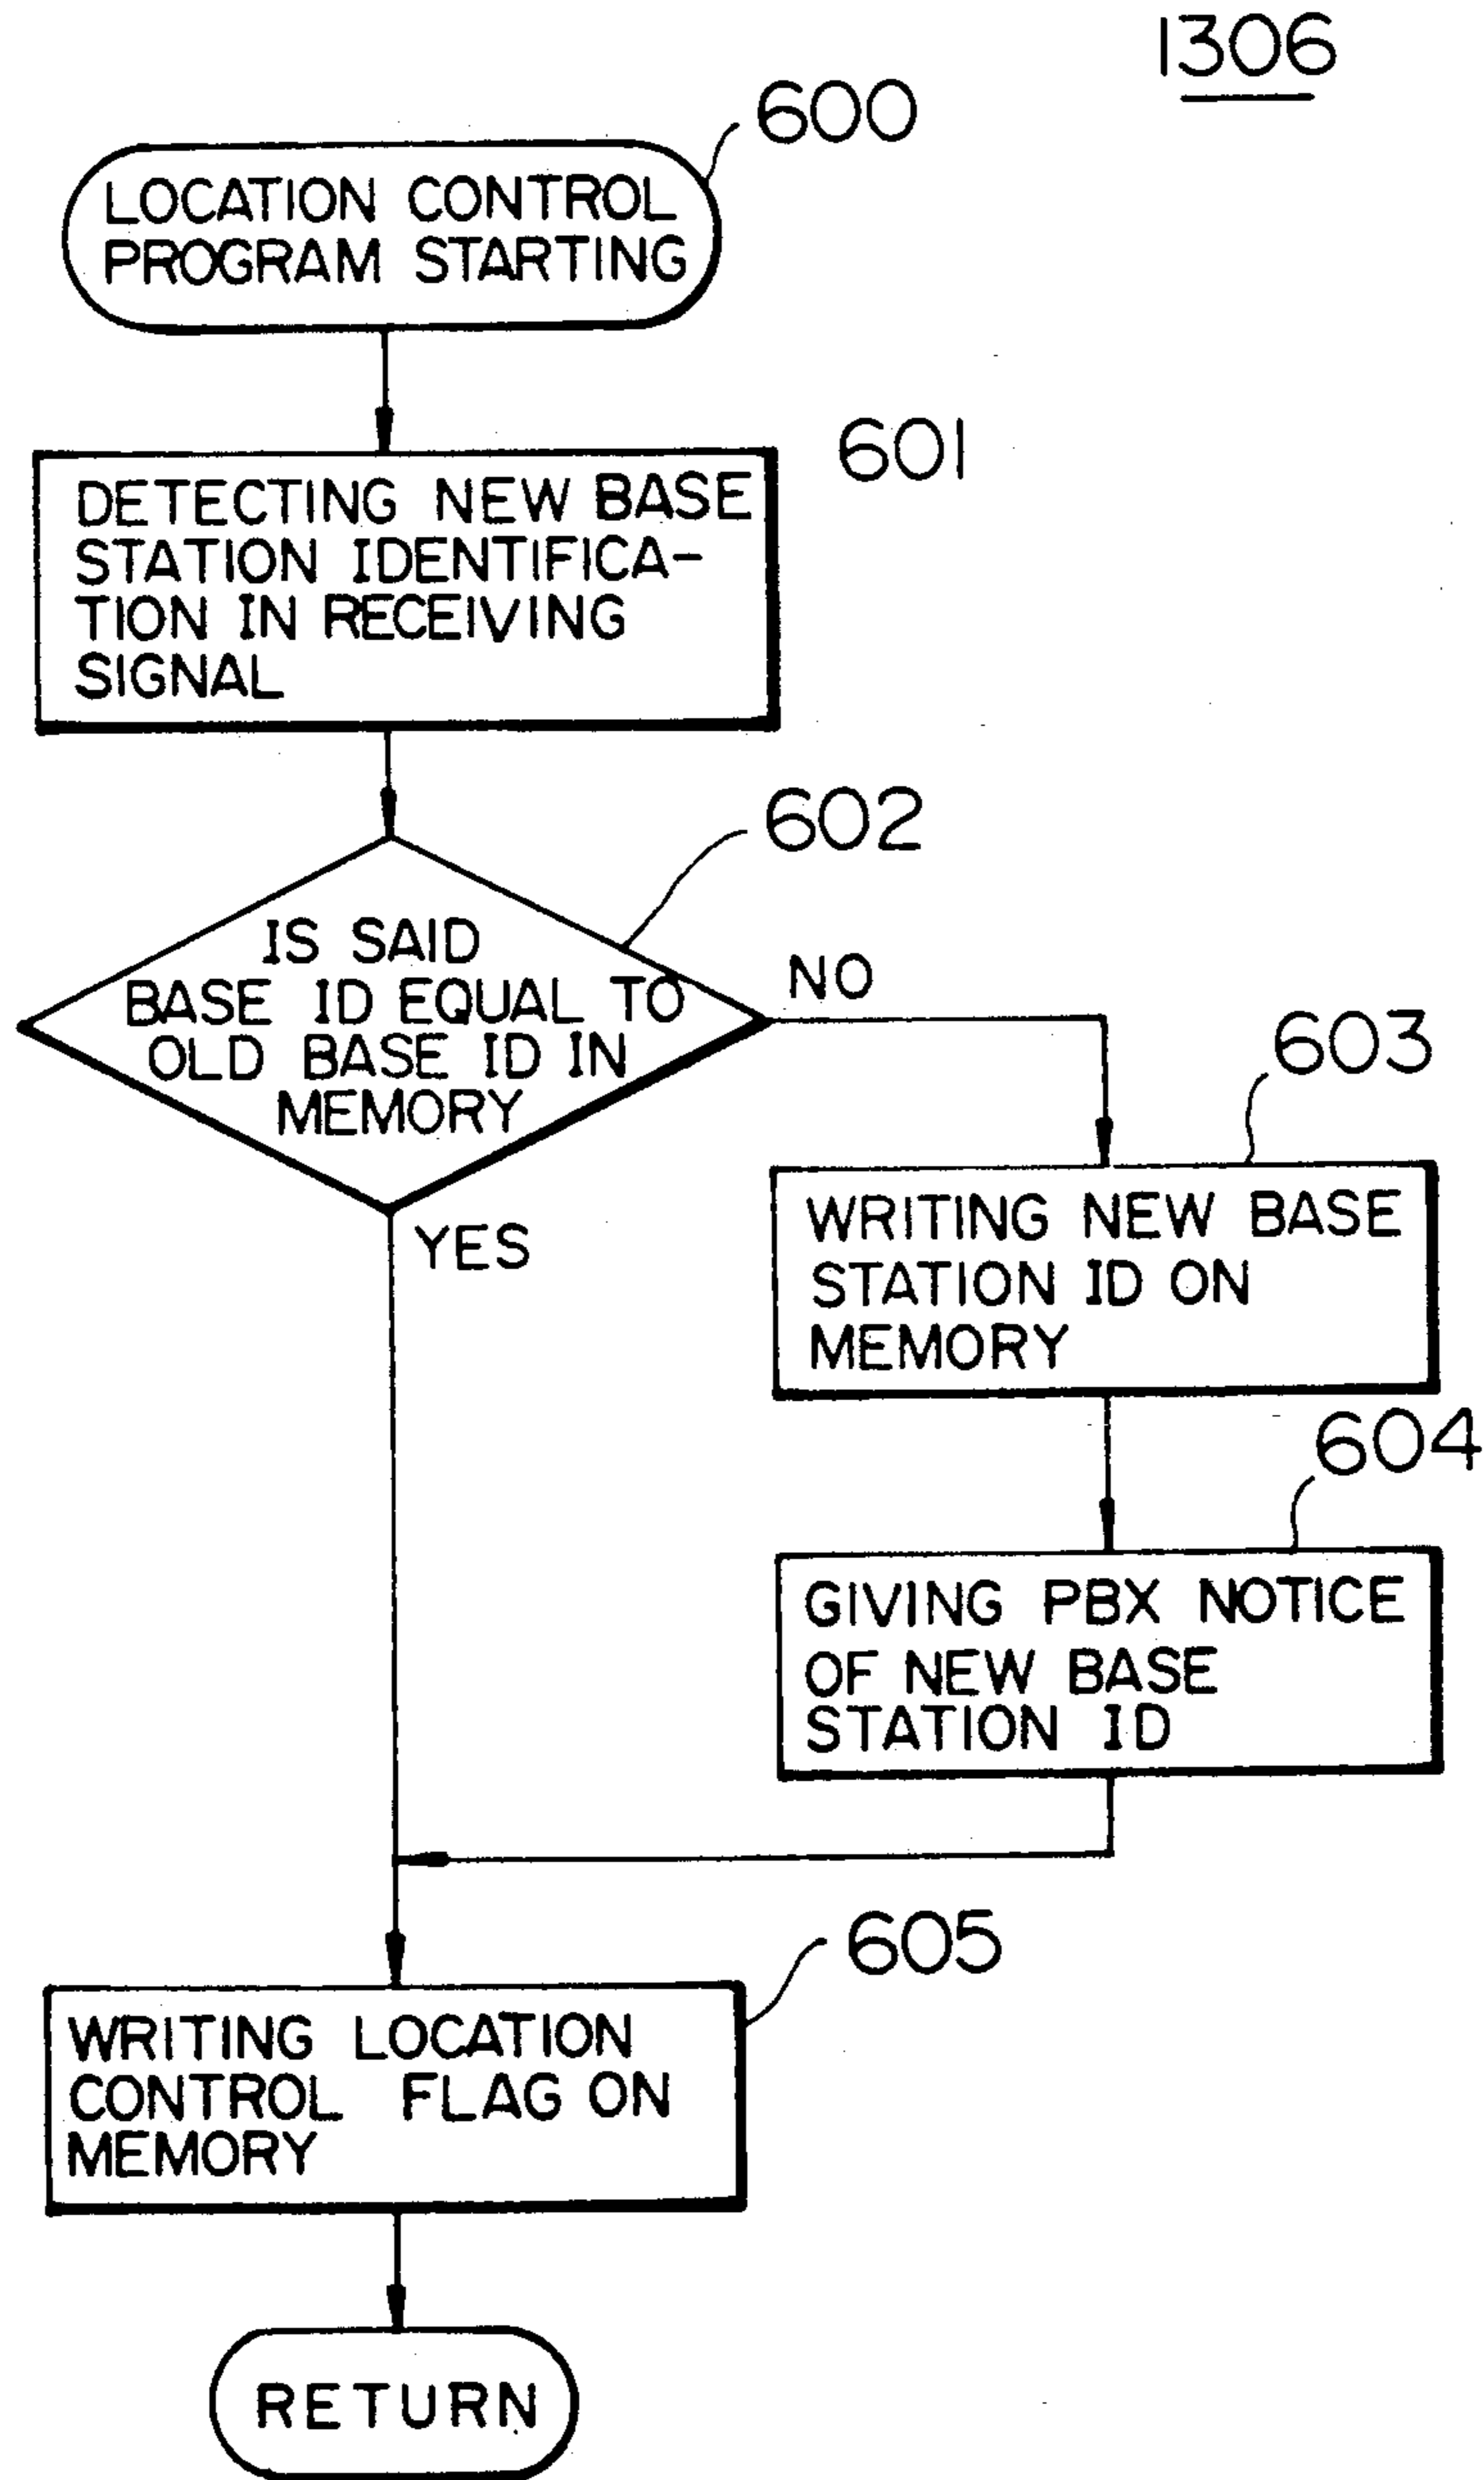 1306
600
LOCATION CONTROL
PROGRAM STARTING
601
DETECTING NEW BASE
STATION IDENTIFICA-
TION IN RECEIVING
SIGNAL
602
IS SAID
BASE ID EQUAL TO
OLD BASE ID IN
MEMORY
NO
YES
603
WRITING NEW BASE
STATION ID ON
MEMORY
604
GIVING PBX NOTICE
OF NEW BASE
STATION ID
605
WRITING LOCATION
CONTROL FLAG ON
MEMORY
RETURN